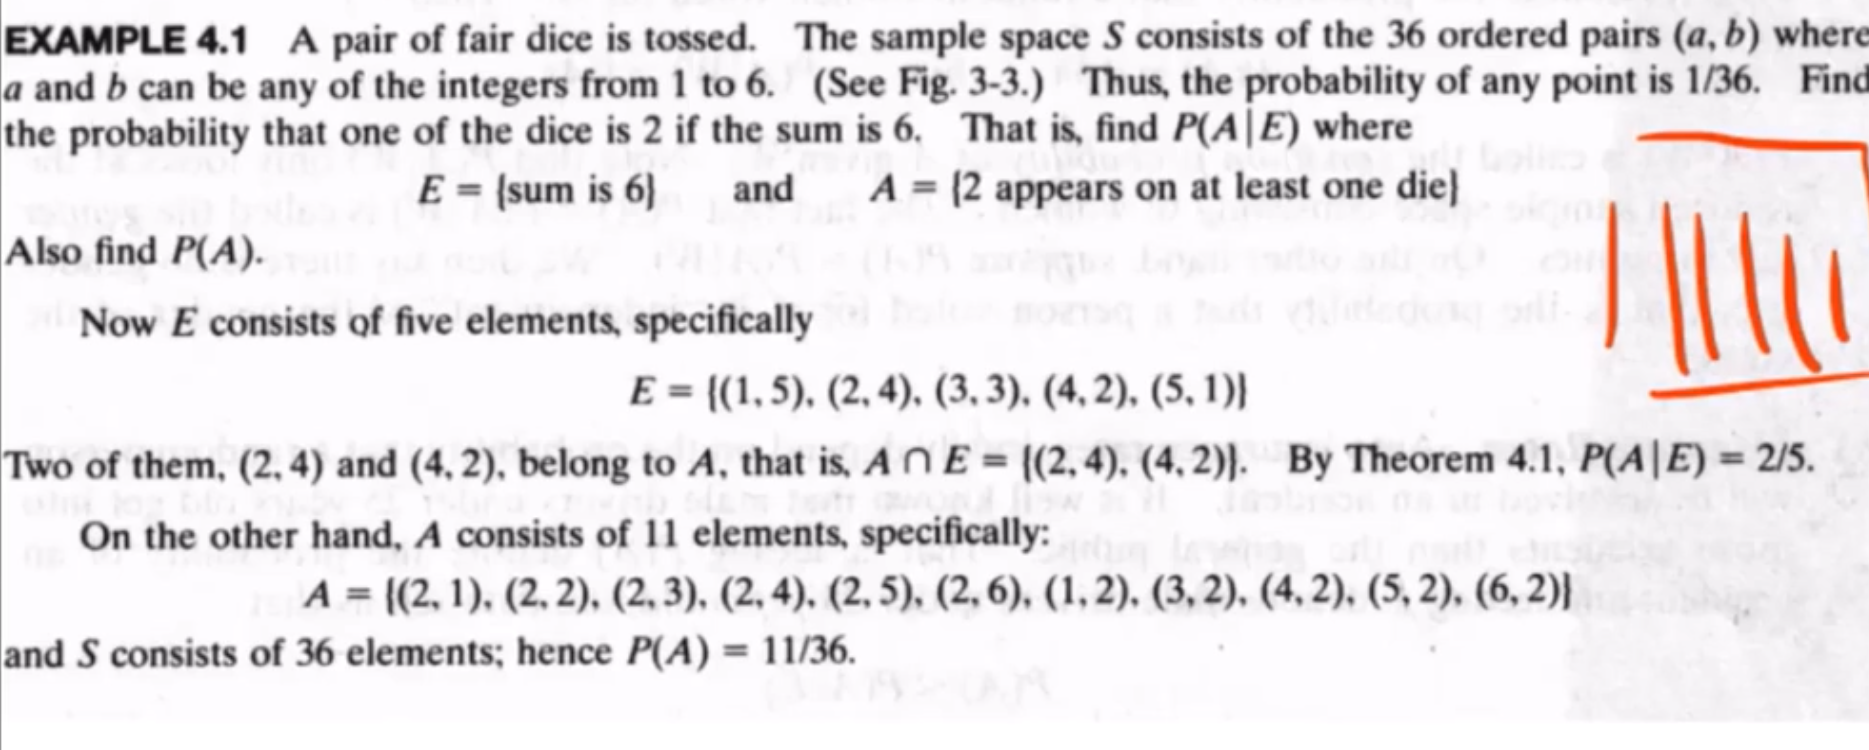 EXAMPLE 4.1 A pair of fair dice is tossed. The sample space S consists of the 36 ordered pairs (a, b) where
a and b can be any of the integers from 1 to 6. (See Fig. 3-3.) Thus, the probability of any point is 1/36. Find
the probability that one of the dice is 2 if the sum is 6. That is, find P(A|E) where
E = {sum is 6} and A = {2 appears on at least one die}
Also find P(A).
Now E consists of five elements, specifically
E = {(1, 5), (2, 4), (3, 3), (4, 2), (5, 1)}
Two of them, (2, 4) and (4, 2), belong to A, that is, A ∩ E = {(2, 4), (4, 2)}. By Theorem 4.1, P(A|E) = 2/5.
On the other hand, A consists of 11 elements, specifically:
A = {(2, 1), (2, 2), (2, 3), (2, 4), (2, 5), (2, 6), (1, 2), (3, 2), (4, 2), (5, 2), (6, 2)}
and S consists of 36 elements; hence P(A) = 11/36.